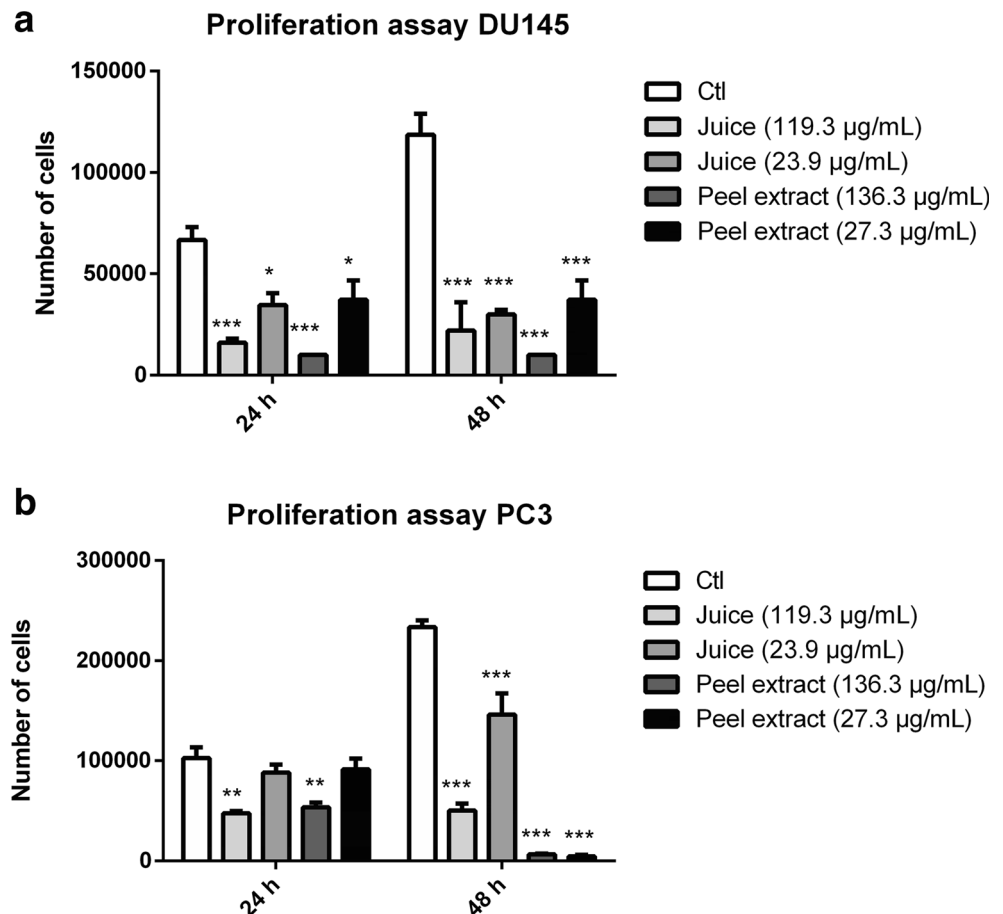 a
Proliferation assay DU145
Number of cells
150000
100000
50000
0
***
*
***
*
***
***
***
***
24 h
48 h
Ctl
Juice (119.3 µg/mL)
Juice (23.9 µg/mL)
Peel extract (136.3 µg/mL)
Peel extract (27.3 µg/mL)
b
Proliferation assay PC3
Number of cells
300000
200000
100000
0
**
**
***
***
***
***
24 h
48 h
Ctl
Juice (119.3 µg/mL)
Juice (23.9 µg/mL)
Peel extract (136.3 µg/mL)
Peel extract (27.3 µg/mL)